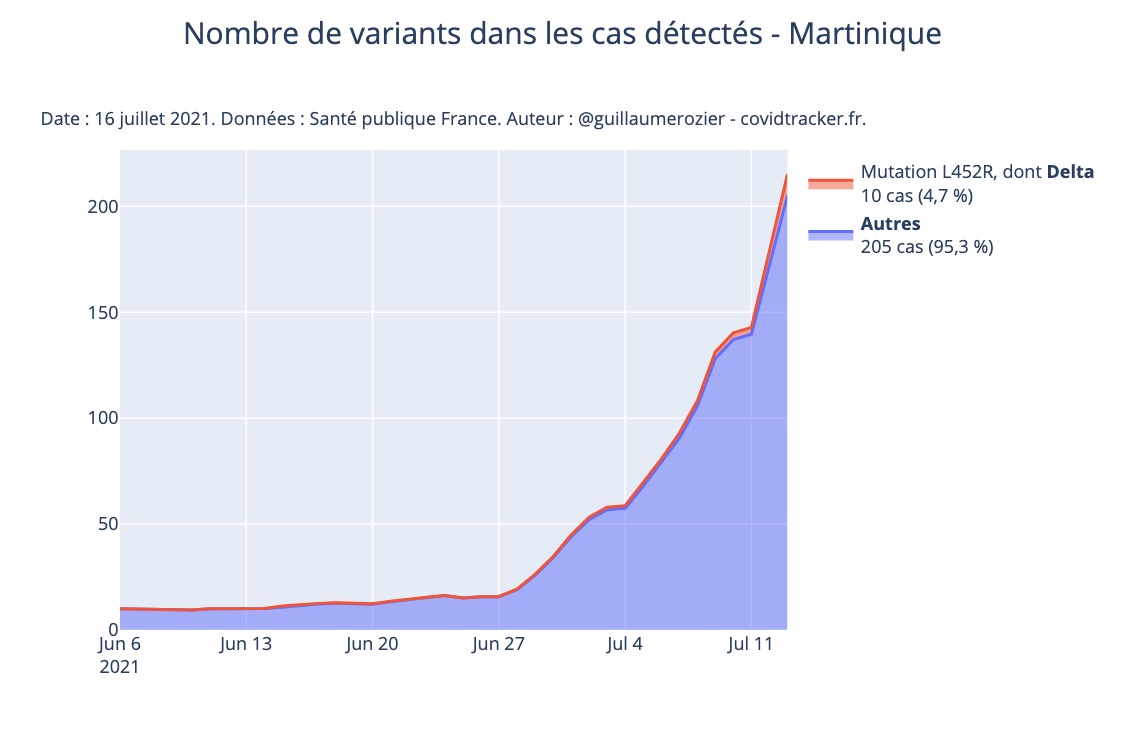 Nombre de variants dans les cas détectés - Martinique
Date : 16 juillet 2021. Données : Santé publique France. Auteur : @guillaumerozier - covidtracker.fr.
Mutation L452R, dont Delta
10 cas (4,7 %)
Autres
205 cas (95,3 %)
200
150
100
50
0
Jun 6
2021
Jun 13
Jun 20
Jun 27
Jul 4
Jul 11